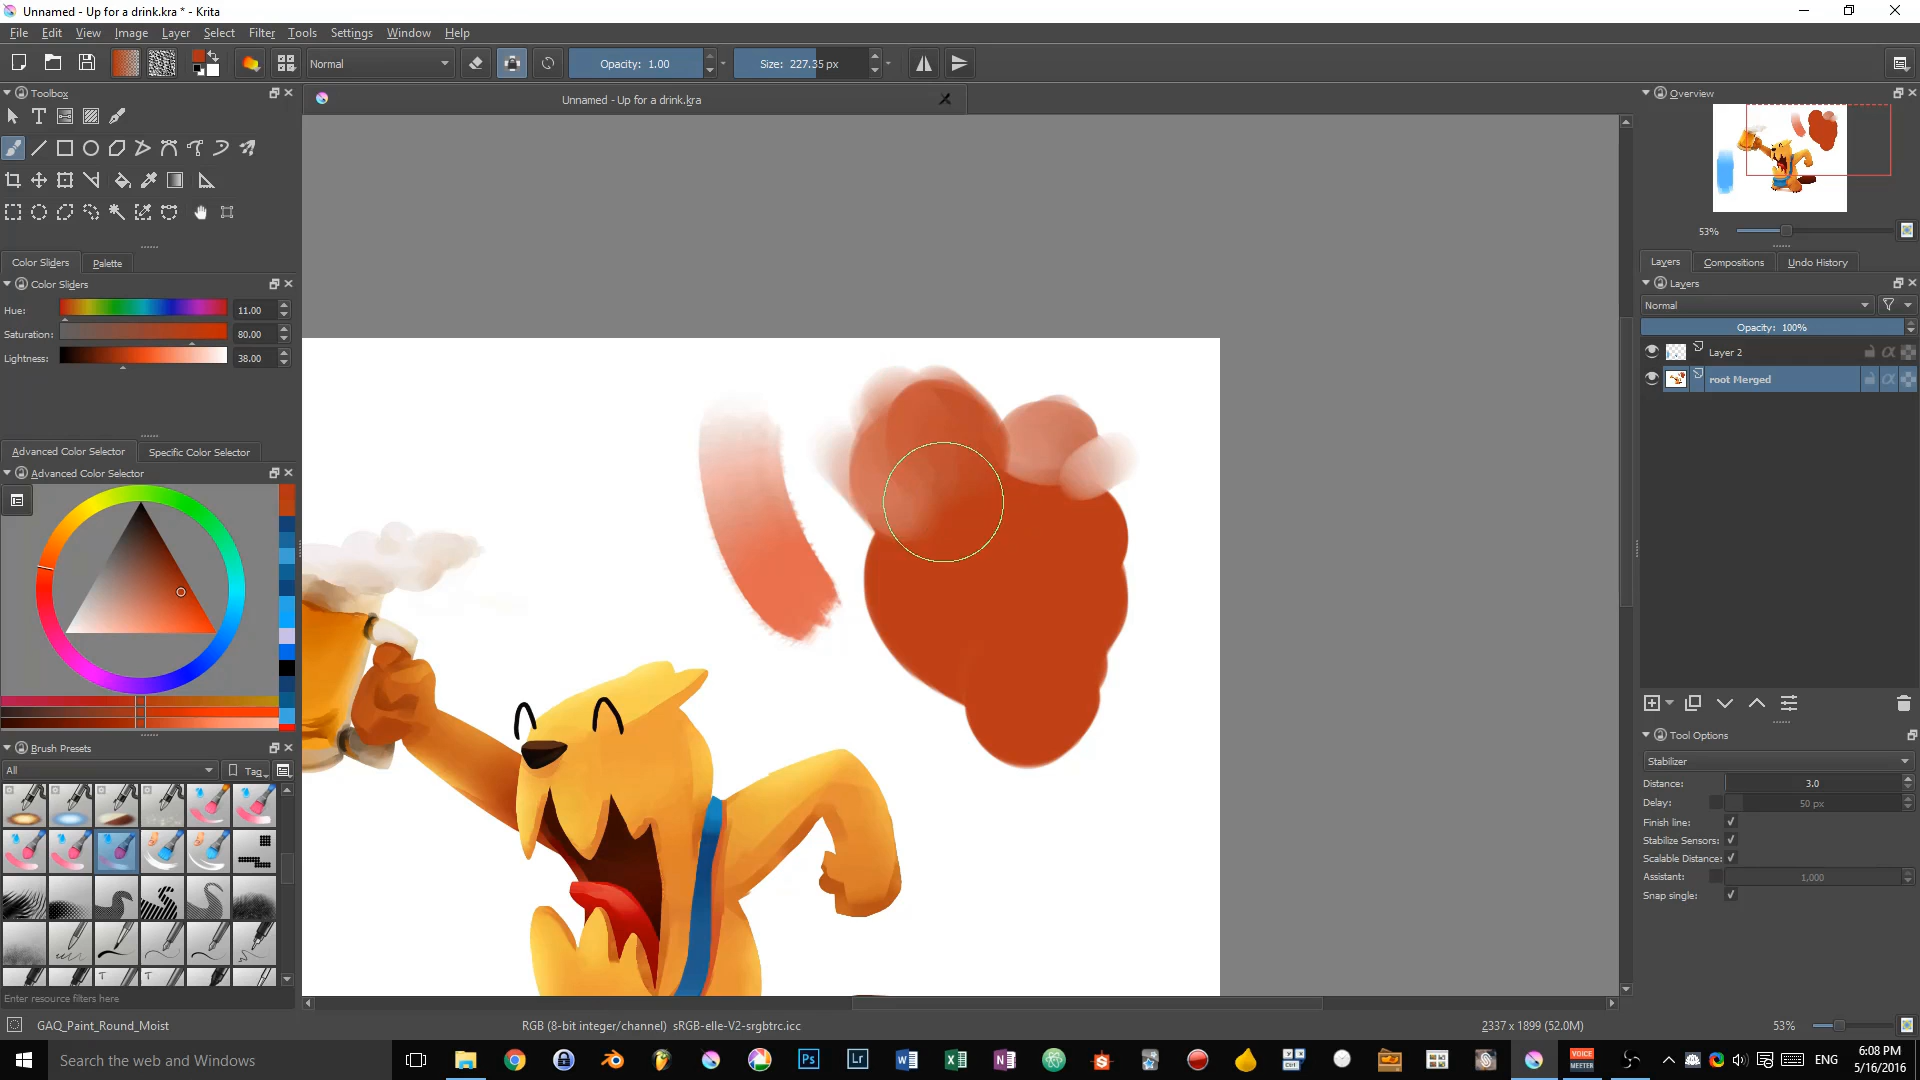 Unnamed - Up for a drink.kra * - Krita
File Edit View Image Layer Select Filter Tools Settings Window Help
Normal Opacity: 1.00 Size: 227.35 px
Toolbox
Unnamed - Up for a drink.kra
Overview
53%
Color Sliders Palette
Color Sliders
Hue: 11.00
Saturation: 80.00
Lightness: 38.00
Layers Compositions Undo History
Layers
Normal
Opacity: 100%
Layer 2
root Merged
Advanced Color Selector Specific Color Selector
Advanced Color Selector
Tool Options
Stabilizer
Distance: 3.0
Delay: 50 px
Finish line:
Stabilize Sensors:
Scalable Distance:
Assistant: 1,000
Snap single:
Brush Presets
All Tag
Enter resource filters here
GAQ_Paint_Round_Moist
RGB (8-bit integer/channel) sRGB-elle-V2-srgbtrc.icc
2337 x 1899 (52.0M)
53%
Search the web and Windows
Ps Lr
VOICE
MEETER
ENG
6:08 PM
5/16/2016